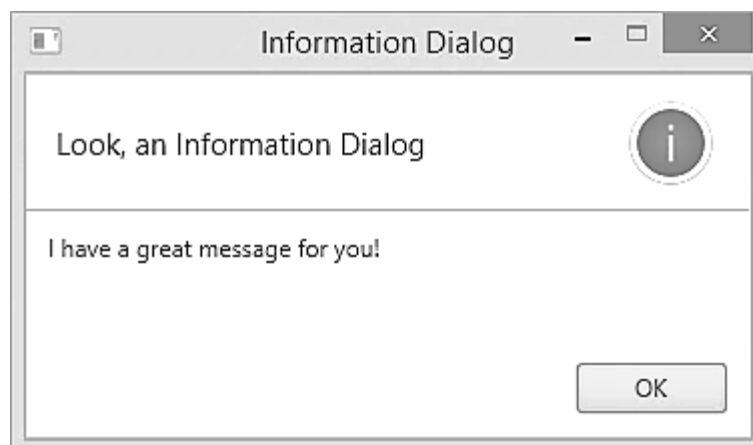 Information Dialog
Look, an Information Dialog
i
I have a great message for you!
OK